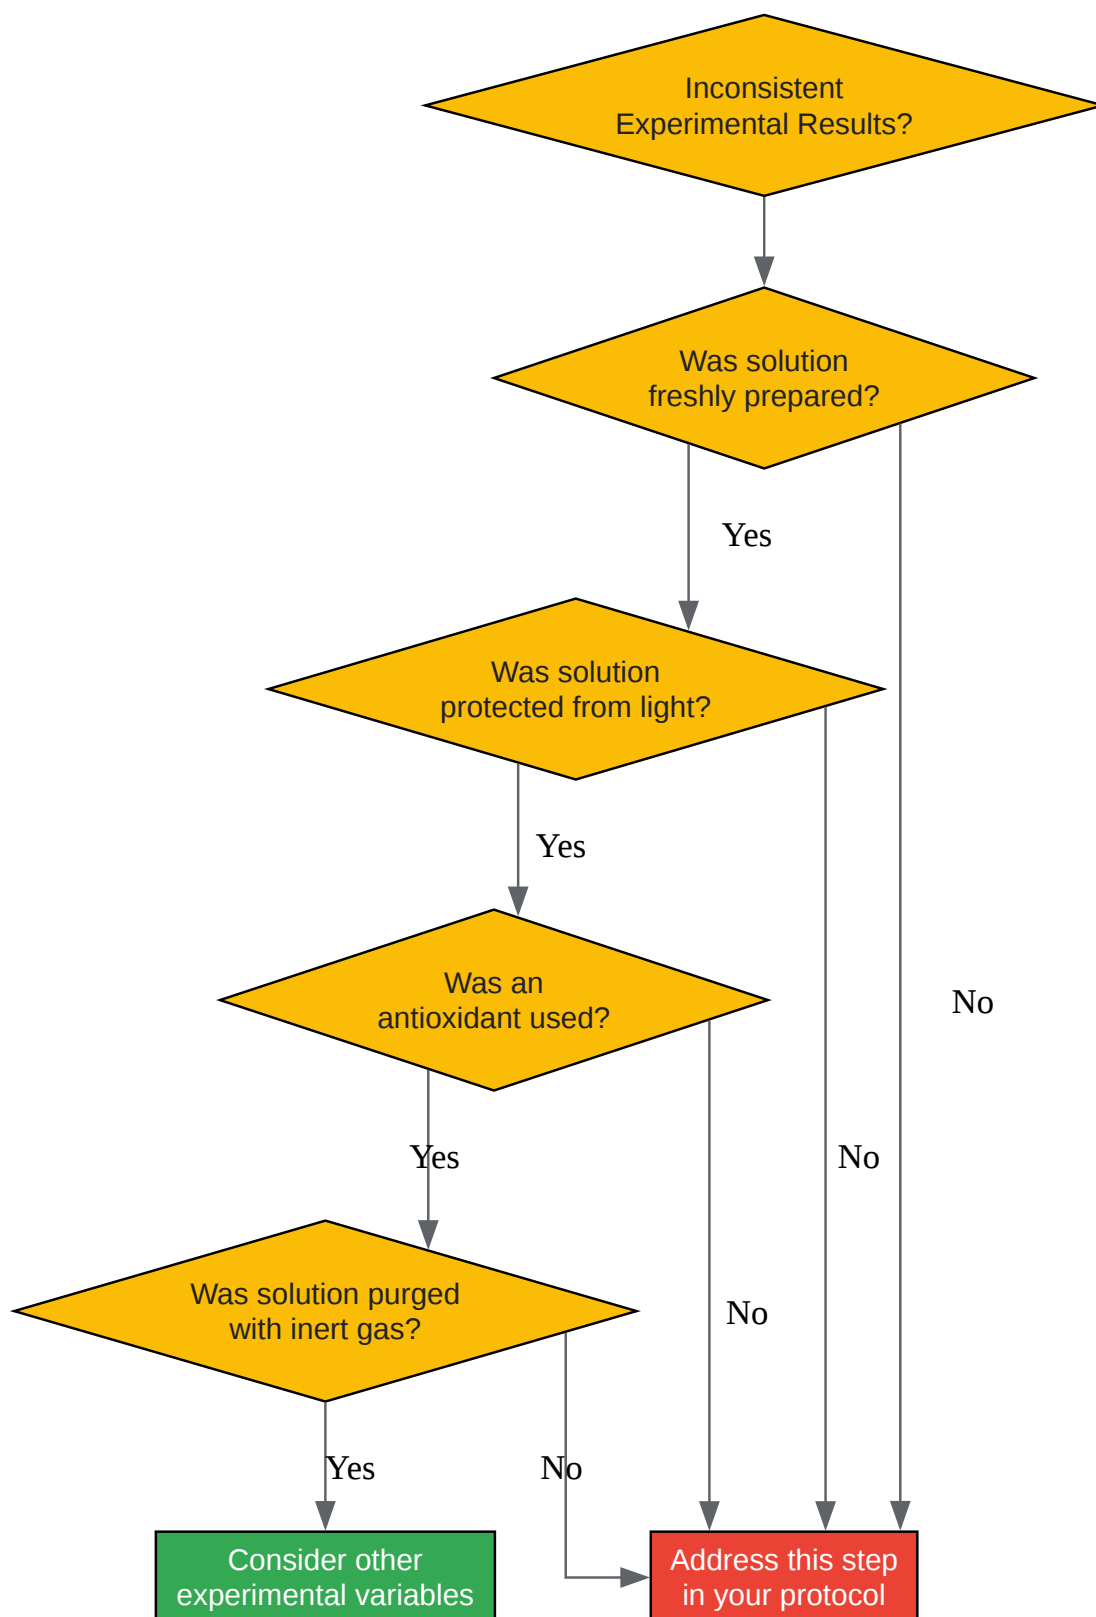 Inconsistent
Experimental Results?
Was solution
freshly prepared?
Yes
Was solution
protected from light?
Yes
Was an
antioxidant used?
No
Yes
No
Was solution purged
with inert gas?
No
Yes
No
Consider other
experimental variables
Address this step
in your protocol